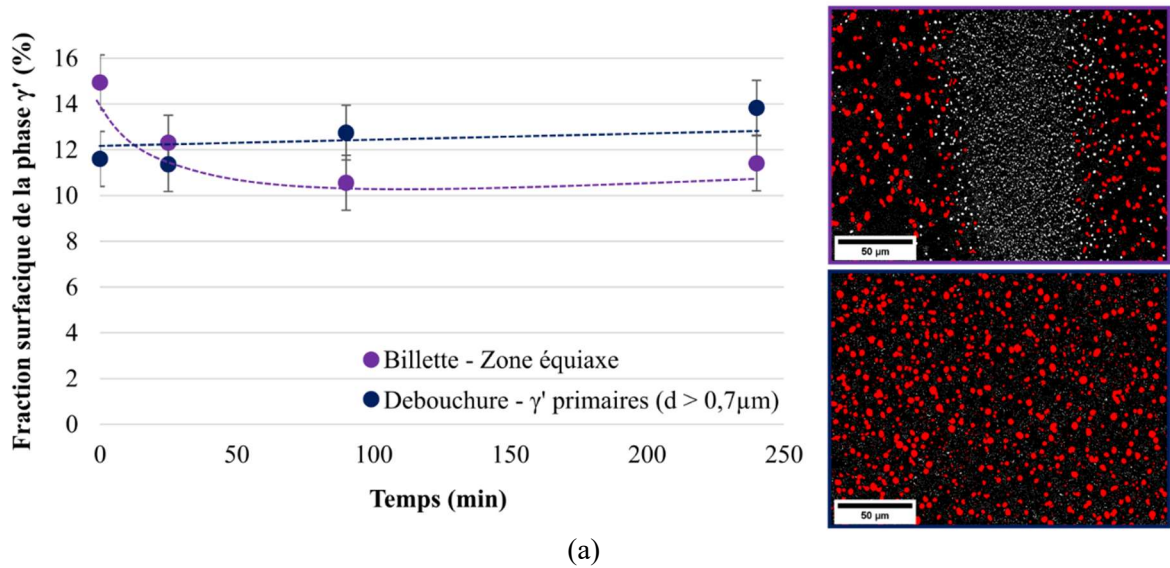 Fraction surfacique de la phase γ' (%)
16
14
12
10
8
6
4
2
0
Billette - Zone équiaxe
Debouchure - γ' primaires (d > 0,7µm)
0
50
100
150
200
250
Temps (min)
50 µm
50 µm
(a)